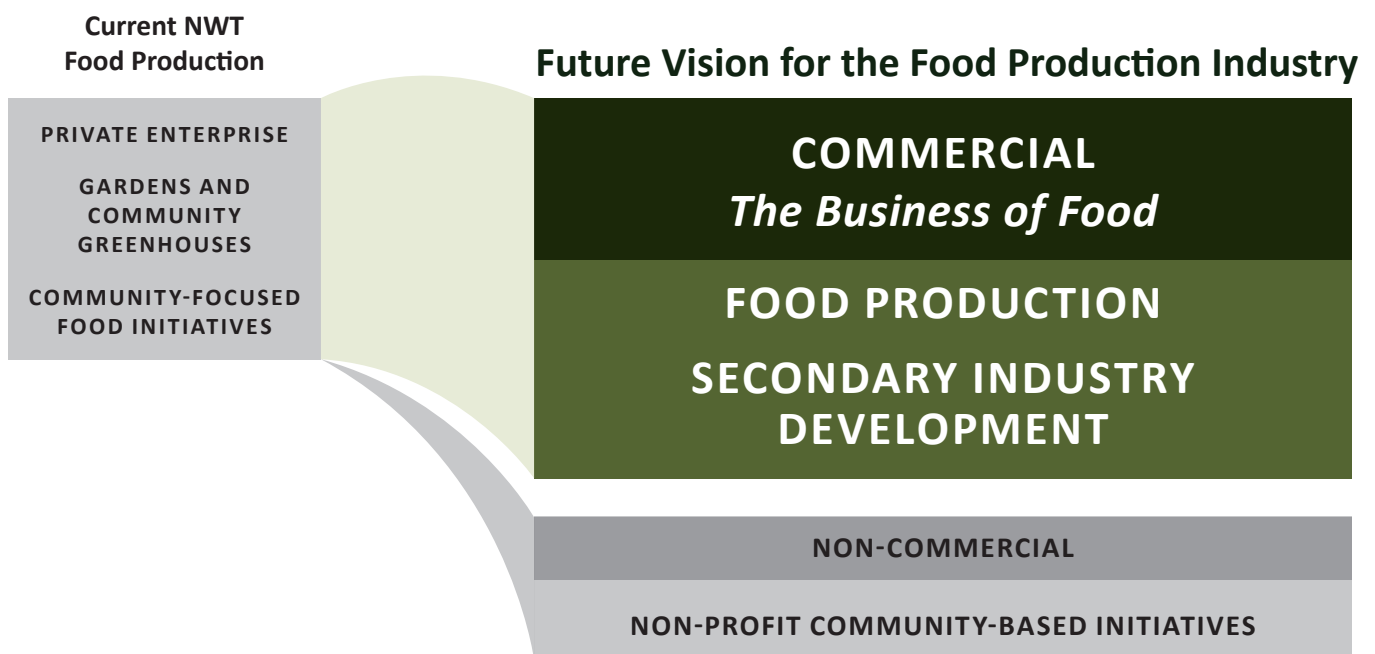 Current NWT
Food Production
Future Vision for the Food Production Industry
PRIVATE ENTERPRISE
GARDENS AND
COMMUNITY
GREENHOUSES
COMMUNITY-FOCUSED
FOOD INITIATIVES
COMMERCIAL
The Business of Food
FOOD PRODUCTION
SECONDARY INDUSTRY
DEVELOPMENT
NON-COMMERCIAL
NON-PROFIT COMMUNITY-BASED INITIATIVES